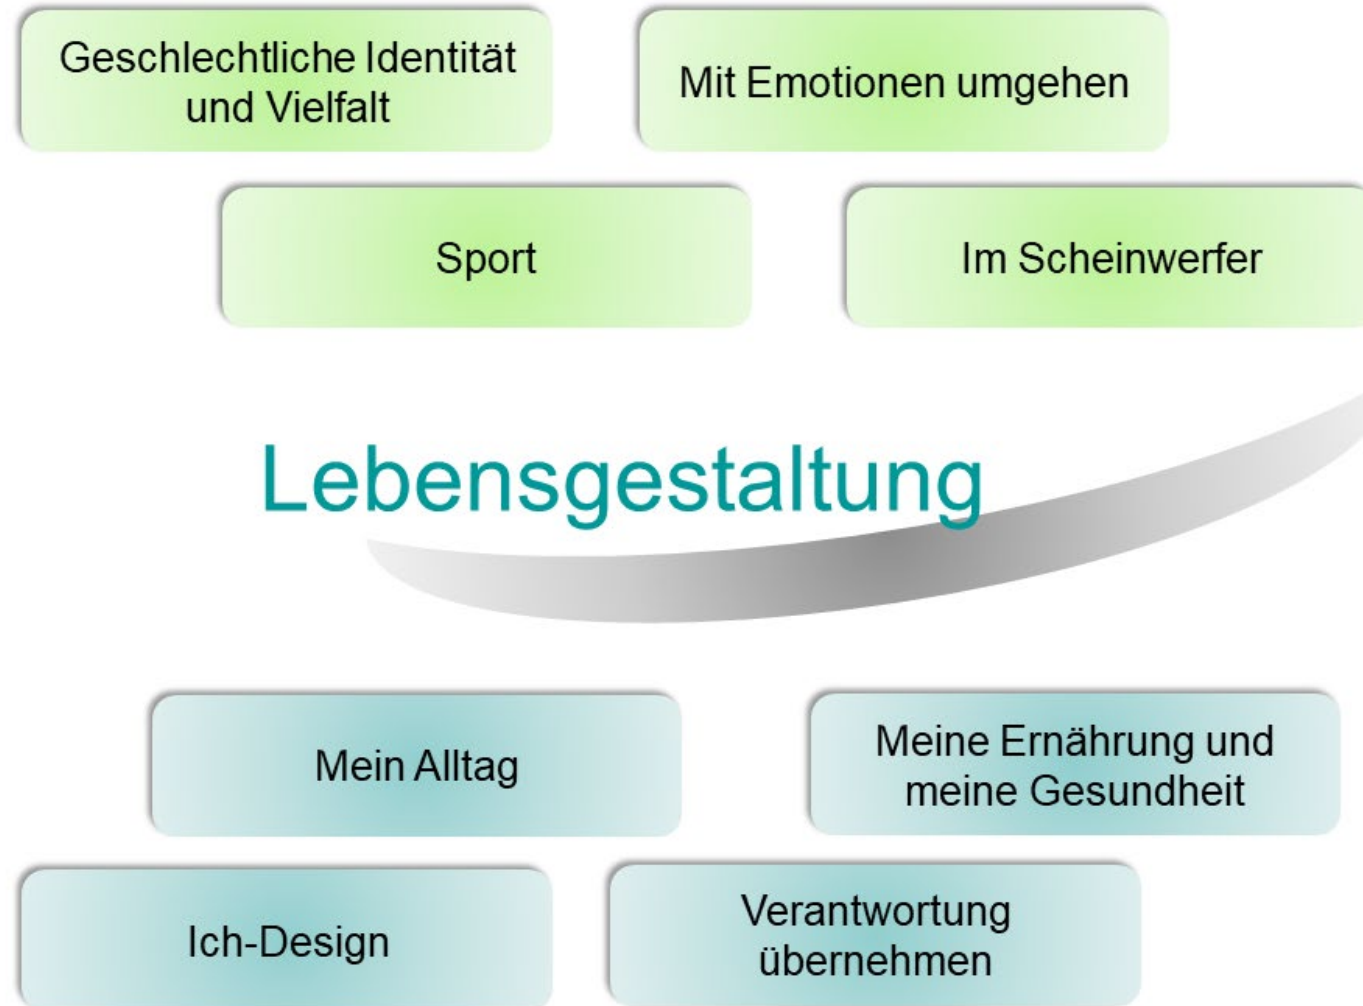 Geschlechtliche Identität
und Vielfalt
Mit Emotionen umgehen
Sport
Im Scheinwerfer
Lebensgestaltung
Mein Alltag
Meine Ernährung und
meine Gesundheit
Ich-Design
Verantwortung
übernehmen